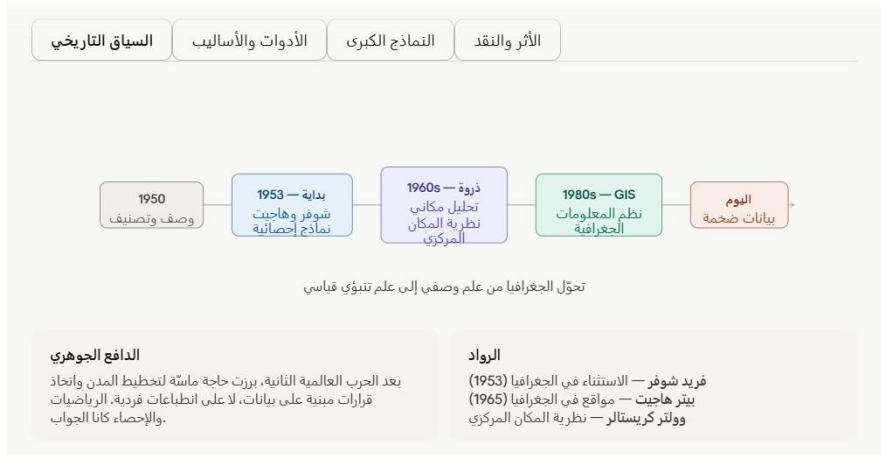 السياق التاريخي
الأدوات والأساليب
النماذج الكبرى
الأثر والنقد
1950
وصف وتصنيف
1953 — بداية
شوفر وهاجيت
نماذج إحصائية
1960s — ذروة
تحليل مكاني
نظرية المكان
المركزي
1980s — GIS
نظم المعلومات
الجغرافية
اليوم
بيانات ضخمة
تحوّل الجغرافيا من علم وصفي إلى علم تنبؤي قياسي
الدافع الجوهري
بعد الحرب العالمية الثانية، برزت حاجة ماسّة لتخطيط المدن واتخاذ
قرارات مبنية على بيانات، لا على انطباعات فردية. الرياضيات
والإحصاء كانا الجواب.
الرواد
فريد شوفر — الاستثناء في الجغرافيا (1953)
بيتر هاجيت — مواقع في الجغرافيا (1965)
وولتر كريستالر — نظرية المكان المركزي